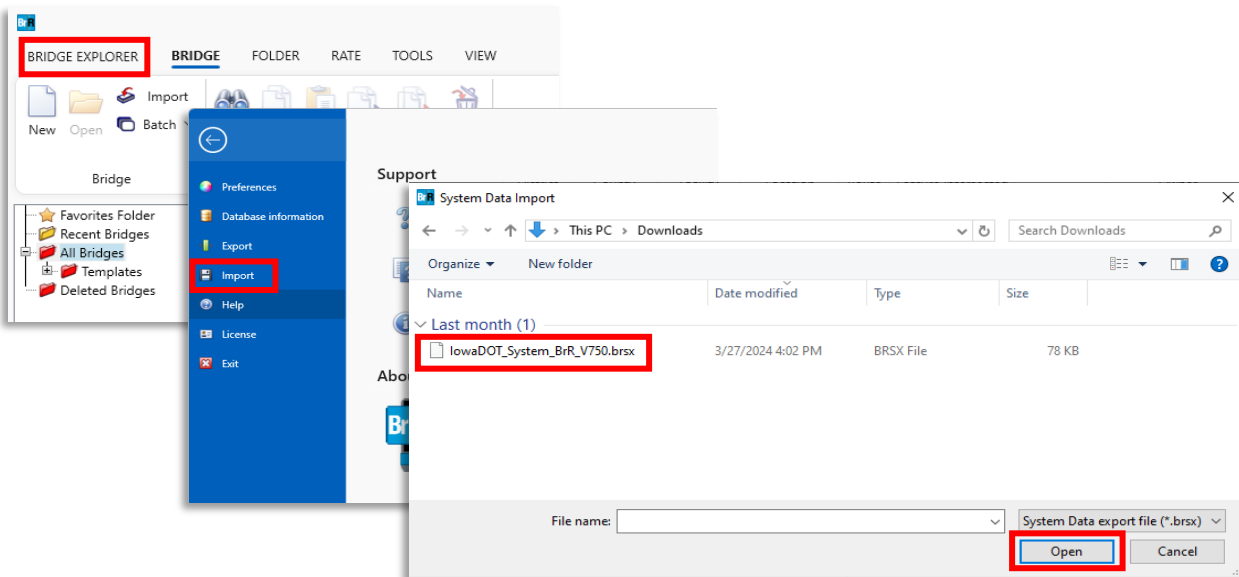 BrR
BRIDGE EXPLORER BRIDGE FOLDER RATE TOOLS VIEW
New Open Import
Batch
Bridge
Favorites Folder
Recent Bridges
All Bridges
Templates
Deleted Bridges
Preferences
Database information
Export
Import
Help
License
Exit
Support
Abo
Br
BrR System Data Import
This PC > Downloads
Search Downloads
Organize New folder
Name Date modified Type Size
Last month (1)
IowaDOT_System_BrR_V750.brsx 3/27/2024 4:02 PM BRSX File 78 KB
File name: System Data export file (*.brsx)
Open Cancel